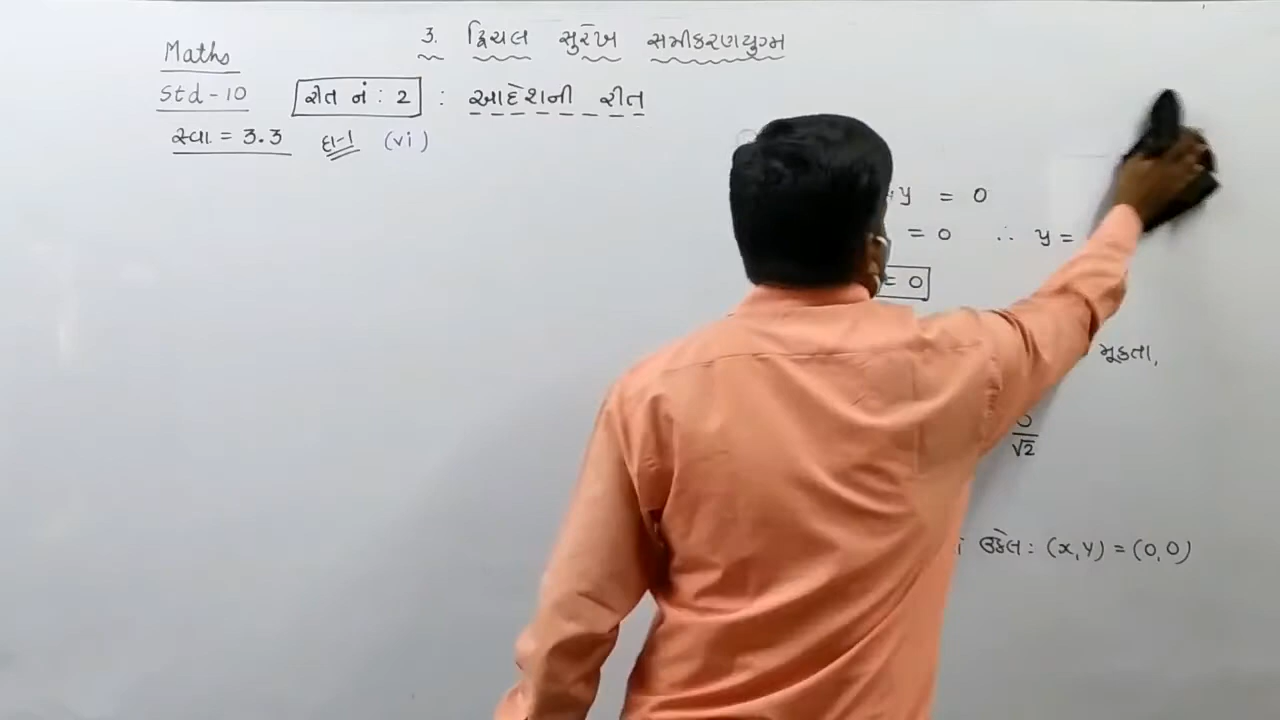 3. દ્વિચલ સુરેખ સમીકરણયુગ્મ
Maths
Std-10 રીત નં : 2 : આદેશની રીત
સ્વા = 3.3 દા-1 (vi)
y = 0
= 0 ∴ y =
= 0
મૂકતા,
√2
ઉકેલ : (x, y) = (0, 0)